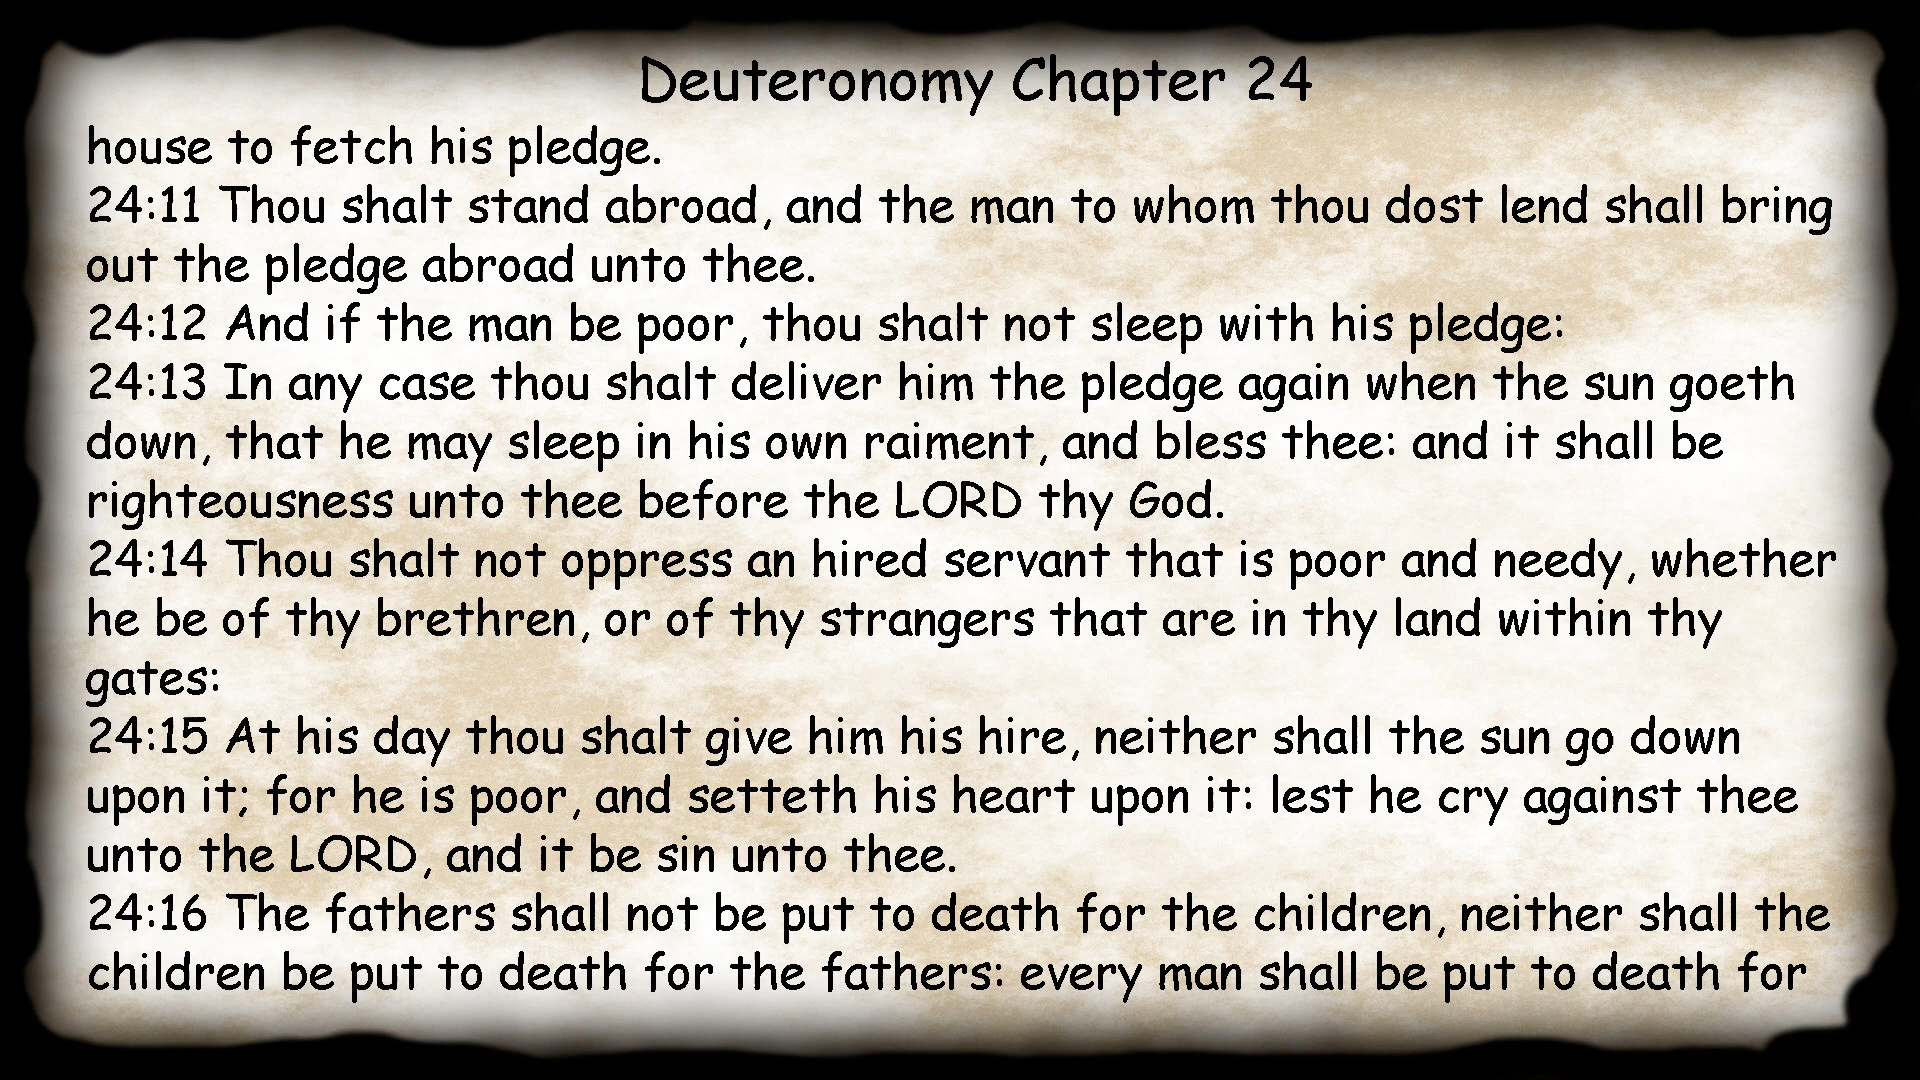 Deuteronomy Chapter 24
house to fetch his pledge.
24:11 Thou shalt stand abroad, and the man to whom thou dost lend shall bring
out the pledge abroad unto thee.
24:12 And if the man be poor, thou shalt not sleep with his pledge:
24:13 In any case thou shalt deliver him the pledge again when the sun goeth
down, that he may sleep in his own raiment, and bless thee: and it shall be
righteousness unto thee before the LORD thy God.
24:14 Thou shalt not oppress an hired servant that is poor and needy, whether
he be of thy brethren, or of thy strangers that are in thy land within thy
gates:
24:15 At his day thou shalt give him his hire, neither shall the sun go down
upon it; for he is poor, and setteth his heart upon it: lest he cry against thee
unto the LORD, and it be sin unto thee.
24:16 The fathers shall not be put to death for the children, neither shall the
children be put to death for the fathers: every man shall be put to death for